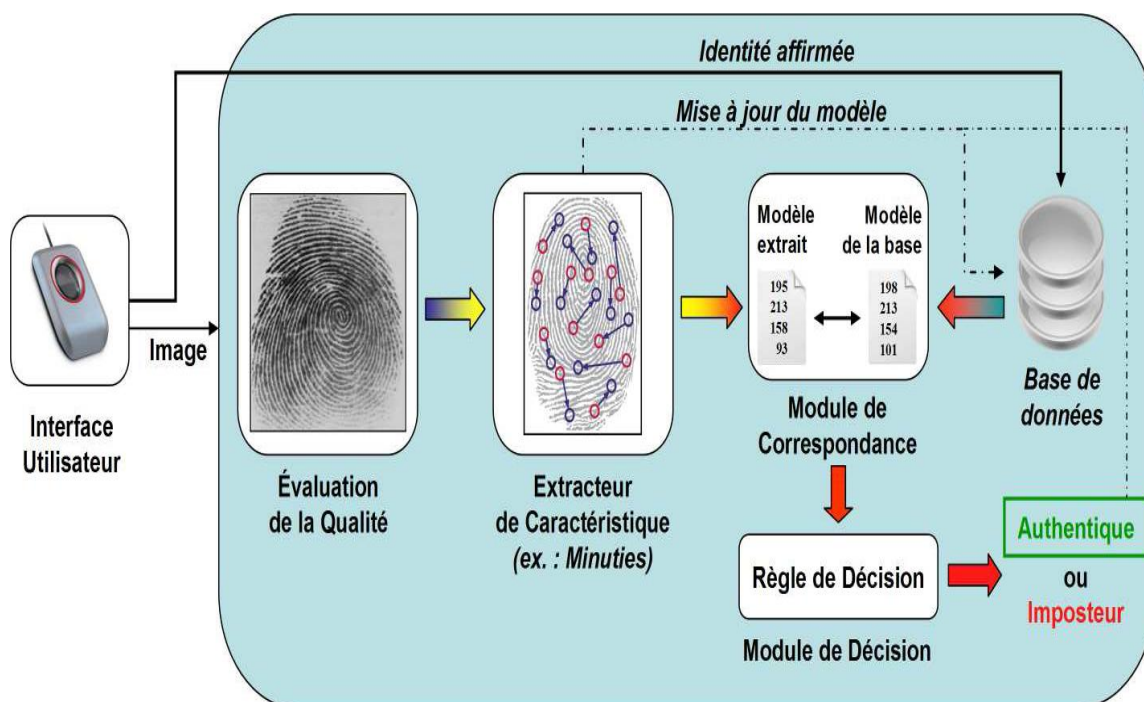 Identité affirmée
Mise à jour du modèle
Image
Interface
Utilisateur
Évaluation
de la Qualité
Extracteur
de Caractéristique
(ex. : Minuties)
Modèle
extrait
195
213
158
93
Modèle
de la base
198
213
154
101
Module de
Correspondance
Base de
données
Règle de Décision
Module de Décision
Authentique
ou
Imposteur